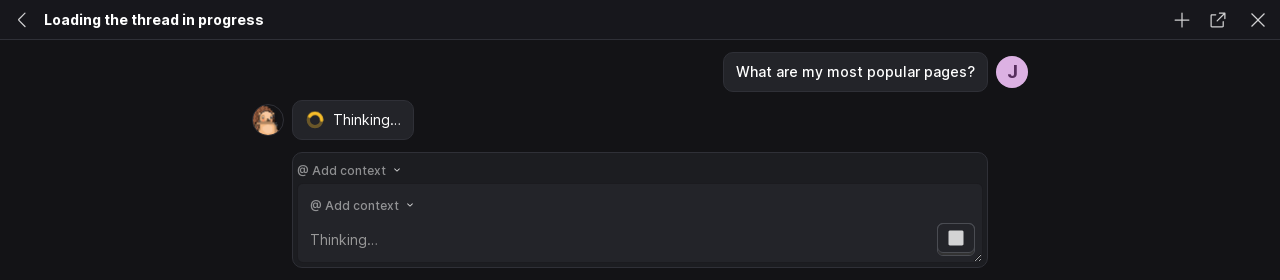 Loading the thread in progress
What are my most popular pages?
J
Thinking...
@ Add context
@ Add context
Thinking...